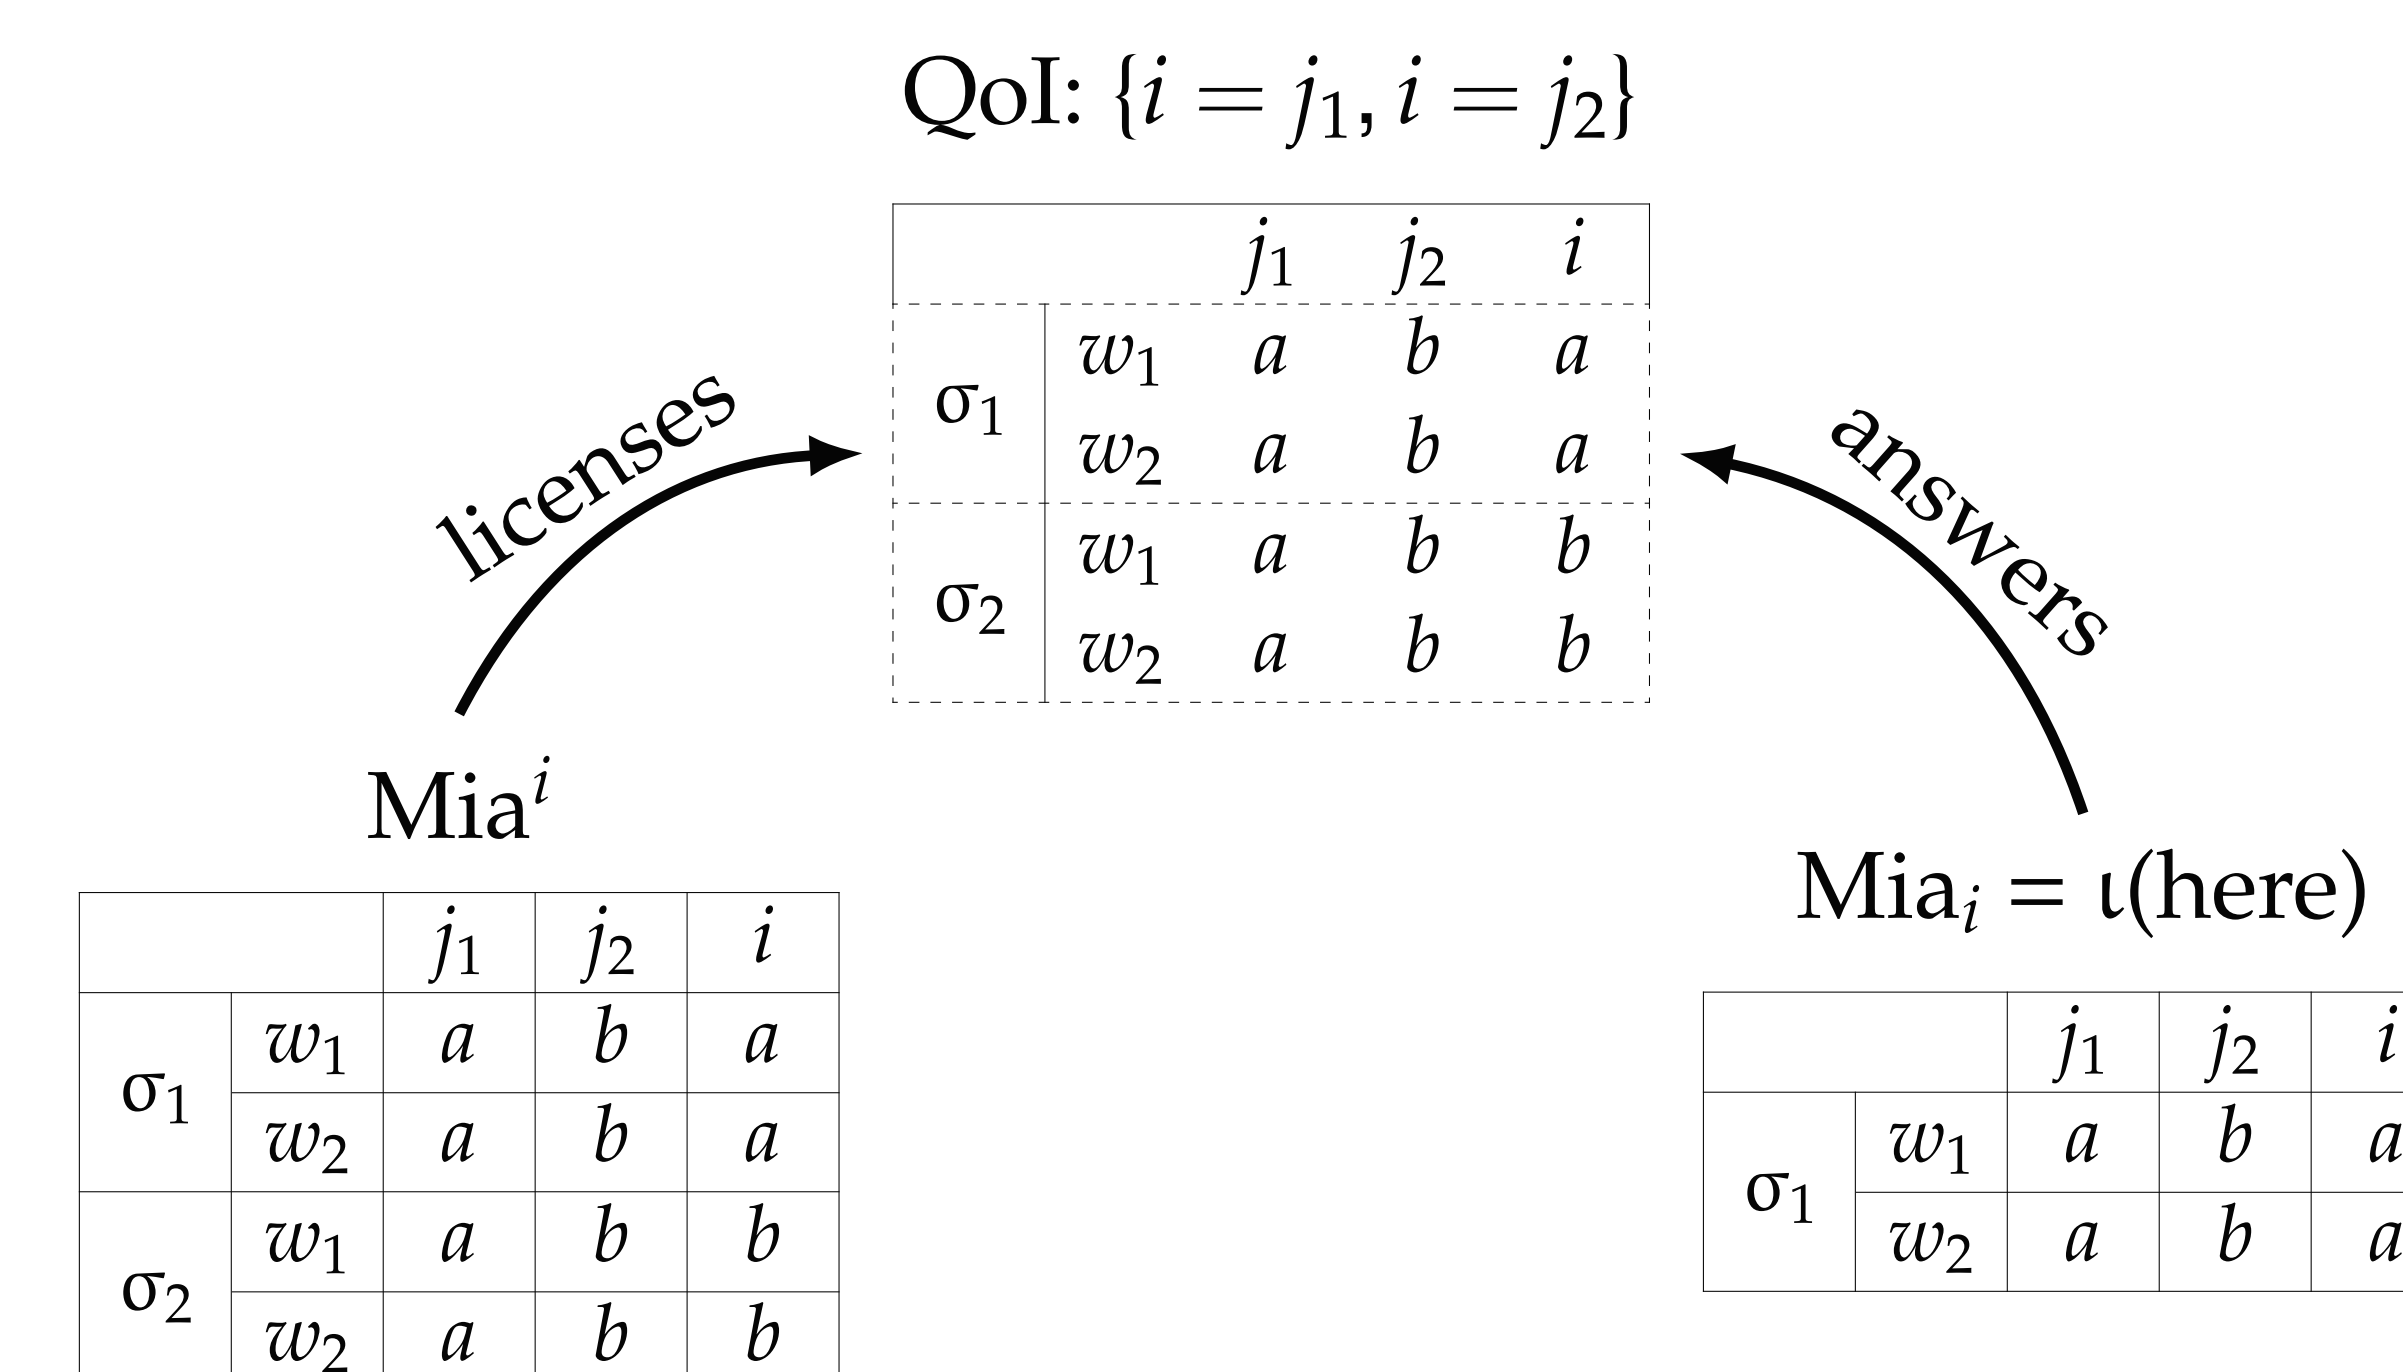 QoI: {i = j₁, i = j₂}
j₁ j₂ i
σ₁ w₁ a b a
w₂ a b a
σ₂ w₁ a b b
w₂ a b b
licenses
answers
Miaⁱ
j₁ j₂ i
σ₁ w₁ a b a
w₂ a b a
σ₂ w₁ a b b
w₂ a b b
Miaᵢ = ι(here)
j₁ j₂ i
σ₁ w₁ a b a
w₂ a b a